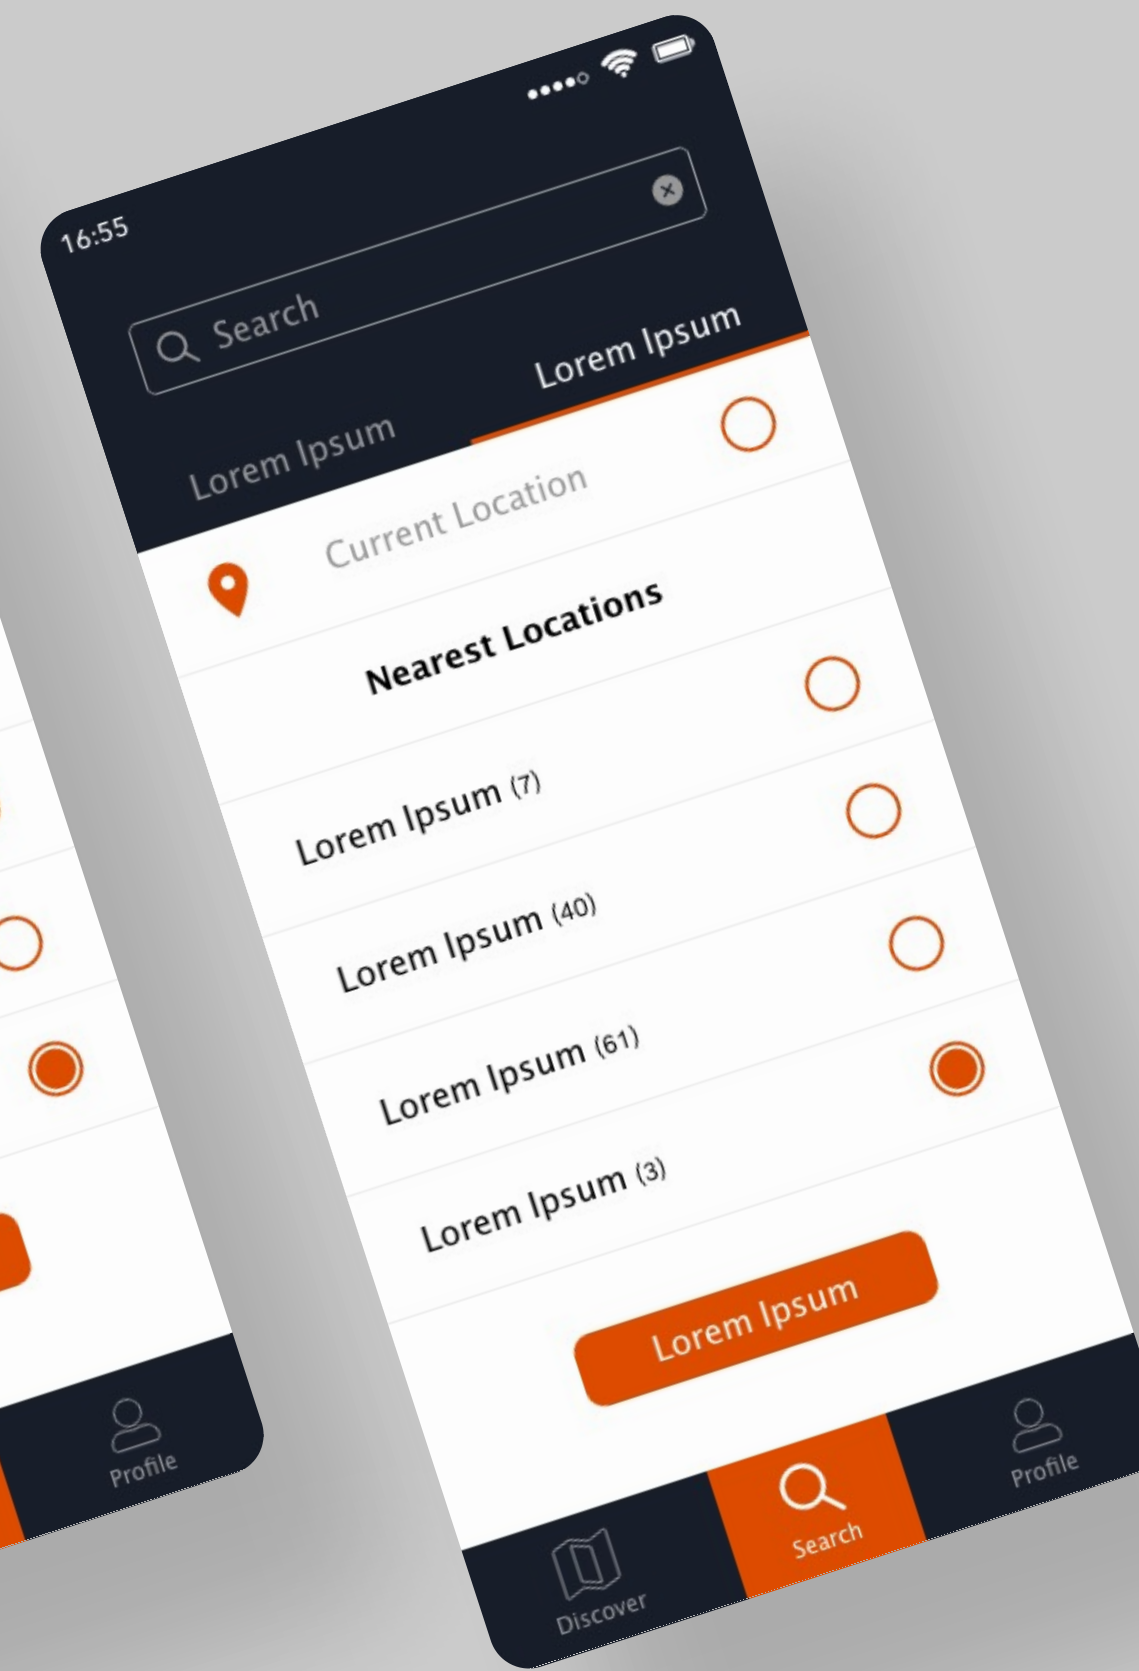 16:55
Search
Lorem Ipsum
Lorem Ipsum
Current Location
Nearest Locations
Lorem Ipsum (7)
Lorem Ipsum (40)
Lorem Ipsum (61)
Lorem Ipsum (3)
Lorem Ipsum
Discover
Search
Profile
Profile